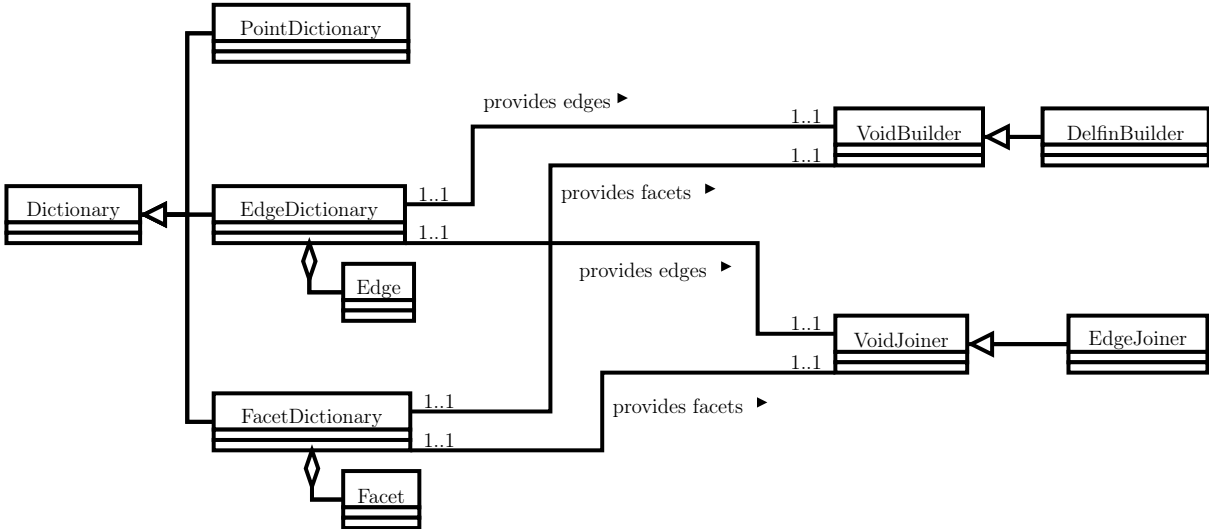 PointDictionary
provides edges
1..1
VoidBuilder
DelfinBuilder
1..1
provides facets
1..1
Dictionary
EdgeDictionary
1..1
provides edges
Edge
1..1
VoidJoiner
EdgeJoiner
1..1
FacetDictionary
1..1
provides facets
1..1
Facet